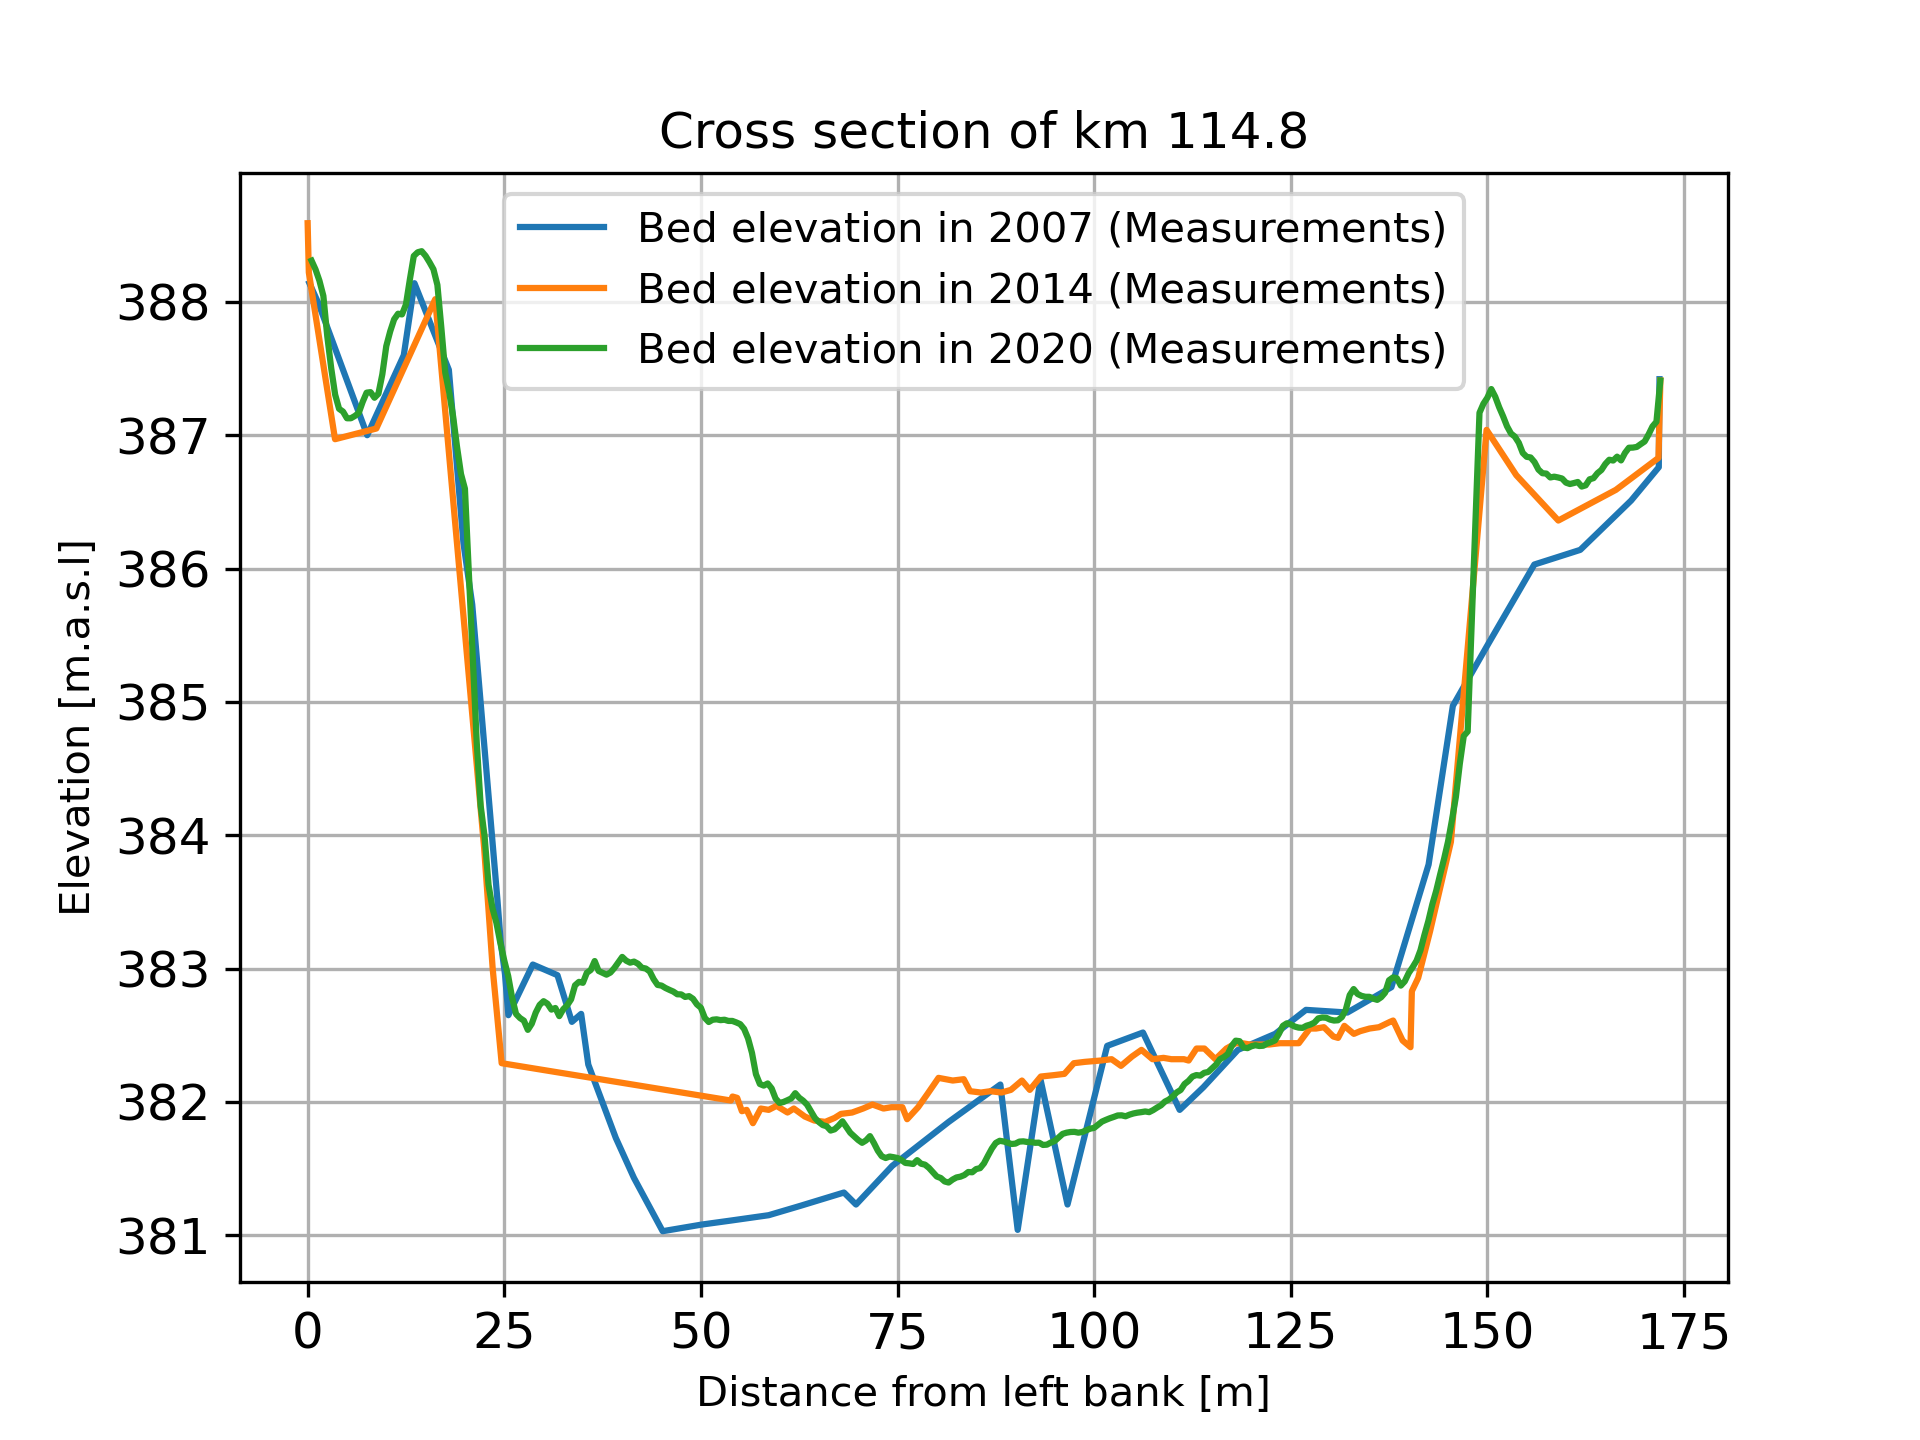 Cross section of km 114.8
Bed elevation in 2007 (Measurements)
Bed elevation in 2014 (Measurements)
Bed elevation in 2020 (Measurements)
388
387
386
385
384
383
382
381
Elevation [m.a.s.l]
0 25 50 75 100 125 150 175
Distance from left bank [m]